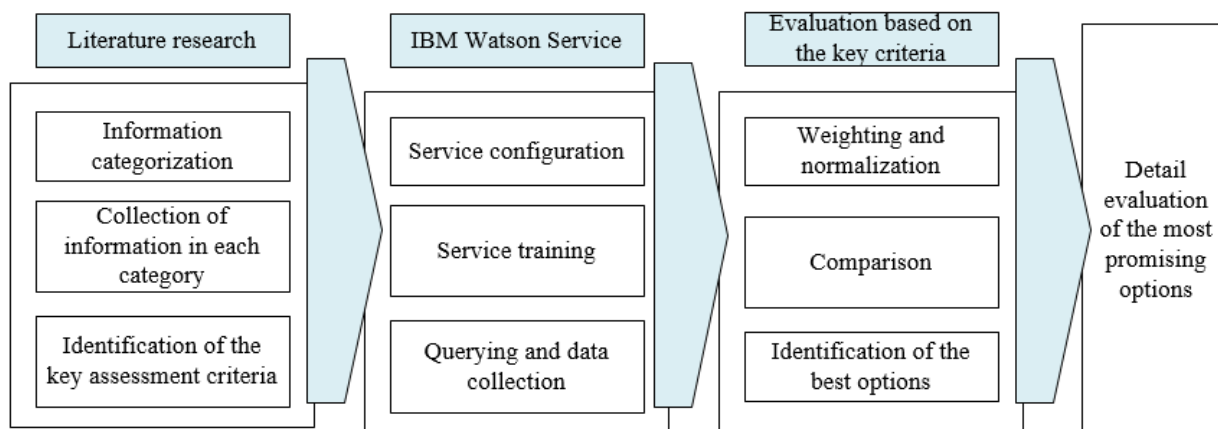 Literature research
Information
categorization
Collection of
information in each
category
Identification of the
key assessment criteria
IBM Watson Service
Service configuration
Service training
Querying and data
collection
Evaluation based on
the key criteria
Weighting and
normalization
Comparison
Identification of the
best options
Detail
evaluation
of the most
promising
options